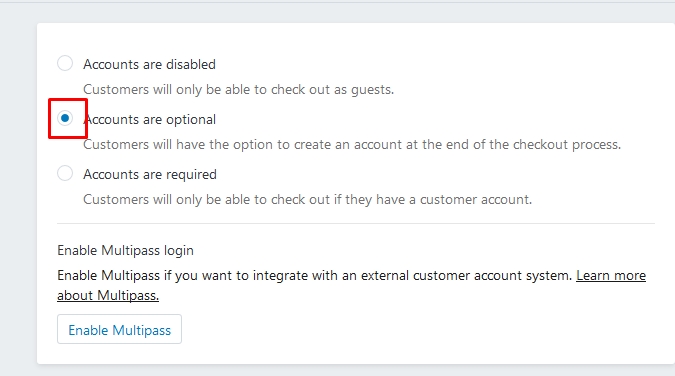 Accounts are disabled
Customers will only be able to check out as guests.
Accounts are optional
Customers will have the option to create an account at the end of the checkout process.
Accounts are required
Customers will only be able to check out if they have a customer account.
Enable Multipass login
Enable Multipass if you want to integrate with an external customer account system. Learn more
about Multipass.
Enable Multipass